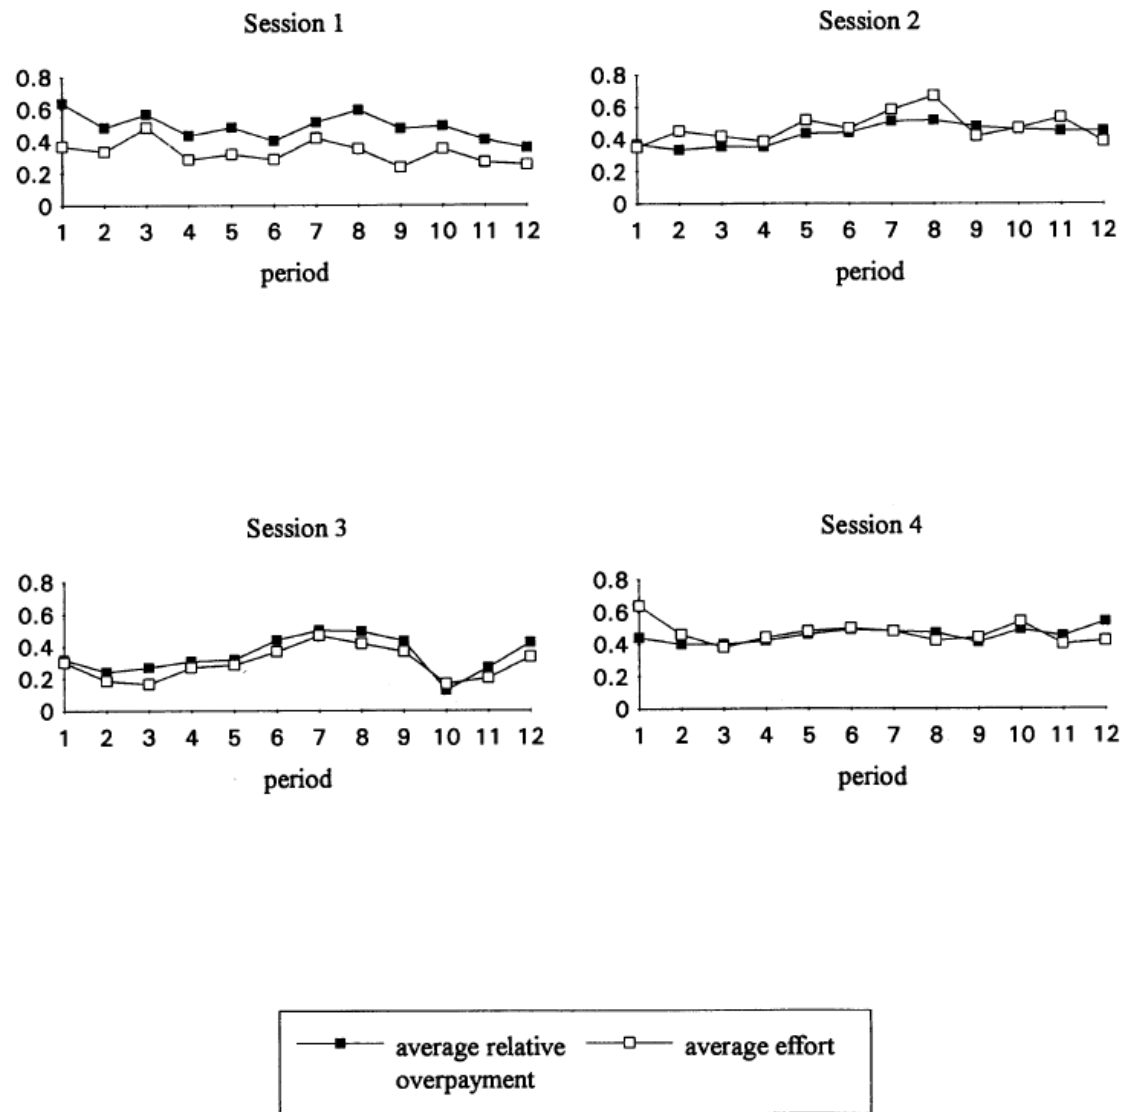 Session 1
0.8
0.6
0.4
0.2
0
1 2 3 4 5 6 7 8 9 10 11 12
period
Session 2
0.8
0.6
0.4
0.2
0
1 2 3 4 5 6 7 8 9 10 11 12
period
Session 3
0.8
0.6
0.4
0.2
0
1 2 3 4 5 6 7 8 9 10 11 12
period
Session 4
0.8
0.6
0.4
0.2
0
1 2 3 4 5 6 7 8 9 10 11 12
period
average relative
overpayment
average effort